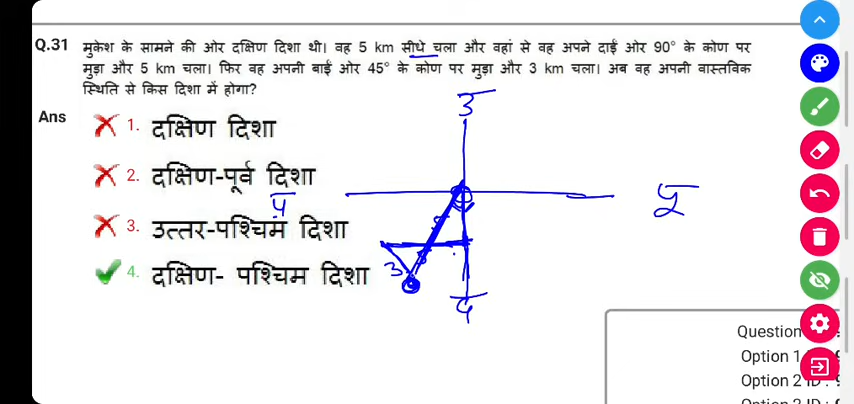 Q.31 मुकेश के सामने की ओर दक्षिण दिशा थी। वह 5 km सीधे चला और वहां से वह अपने दाईं ओर 90° के कोण पर
मुड़ा और 5 km चला। फिर वह अपनी बाईं ओर 45° के कोण पर मुड़ा और 3 km चला। अब वह अपनी वास्तविक
स्थिति से किस दिशा में होगा?
Ans
1. दक्षिण दिशा
2. दक्षिण-पूर्व दिशा
3. उत्तर-पश्चिम दिशा
4. दक्षिण- पश्चिम दिशा
3
Question
Option 1
Option 2 ID :